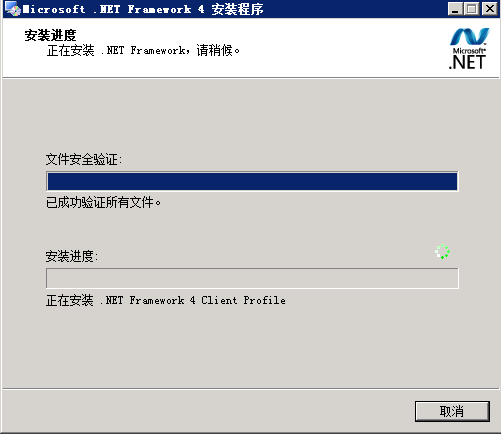 Microsoft .NET Framework 4 安装程序
安装进度
正在安装 .NET Framework，请稍候。
Microsoft®
.NET
文件安全验证:
已成功验证所有文件。
安装进度:
正在安装 .NET Framework 4 Client Profile
取消